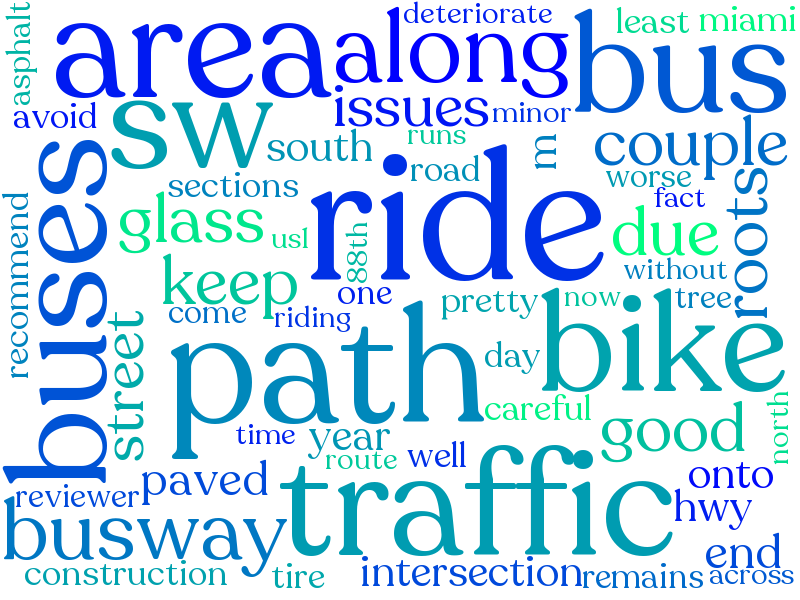 deteriorate
least miami
asphalt
area
along
bus
avoid
sw
issues
minor
runs
m
couple
south
road
worse
sections
fact
roots
buses
ride
glass
usl
88th
due
recommend
keep
one
without
come
riding
pretty
now
tree
street
path
day
bike
careful
north
time
year
good
route
well
onto
paved
reviewer
traffic
hwy
busway
end
construction
tire
intersection
remains
across